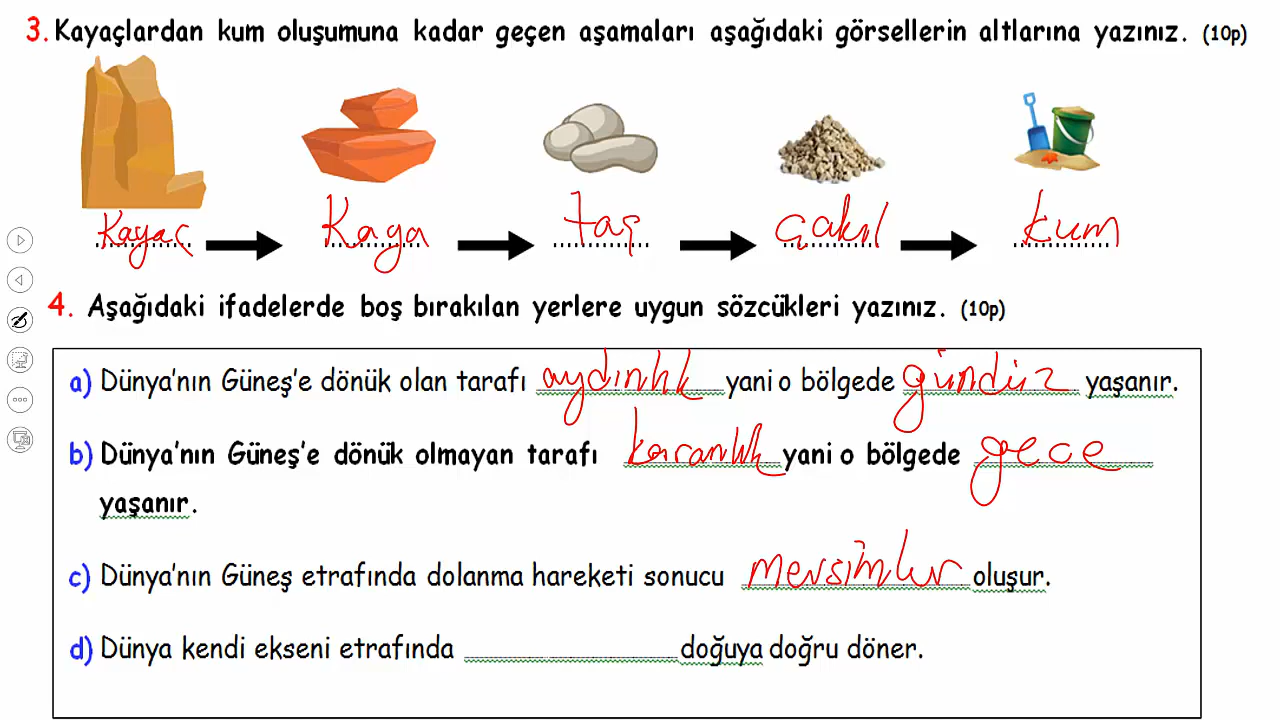 3. Kayaçlardan kum oluşumuna kadar geçen aşamaları aşağıdaki görsellerin altlarına yazınız. (10p)
Kayaç Kaya taş çakıl kum
4. Aşağıdaki ifadelerde boş bırakılan yerlere uygun sözcükleri yazınız. (10p)
a) Dünya'nın Güneş'e dönük olan tarafı aydınlık yani o bölgede gündüz yaşanır.
b) Dünya'nın Güneş'e dönük olmayan tarafı karanlık yani o bölgede gece
yaşanır.
c) Dünya'nın Güneş etrafında dolanma hareketi sonucu mevsimler oluşur.
d) Dünya kendi ekseni etrafında doğuya doğru döner.